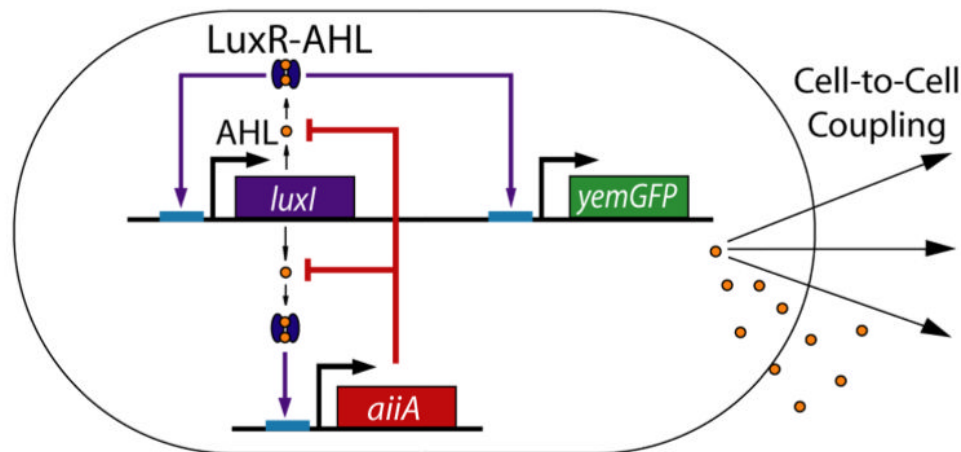 LuxR-AHL
Cell-to-Cell
Coupling
AHL
luxI
yemGFP
aiiA